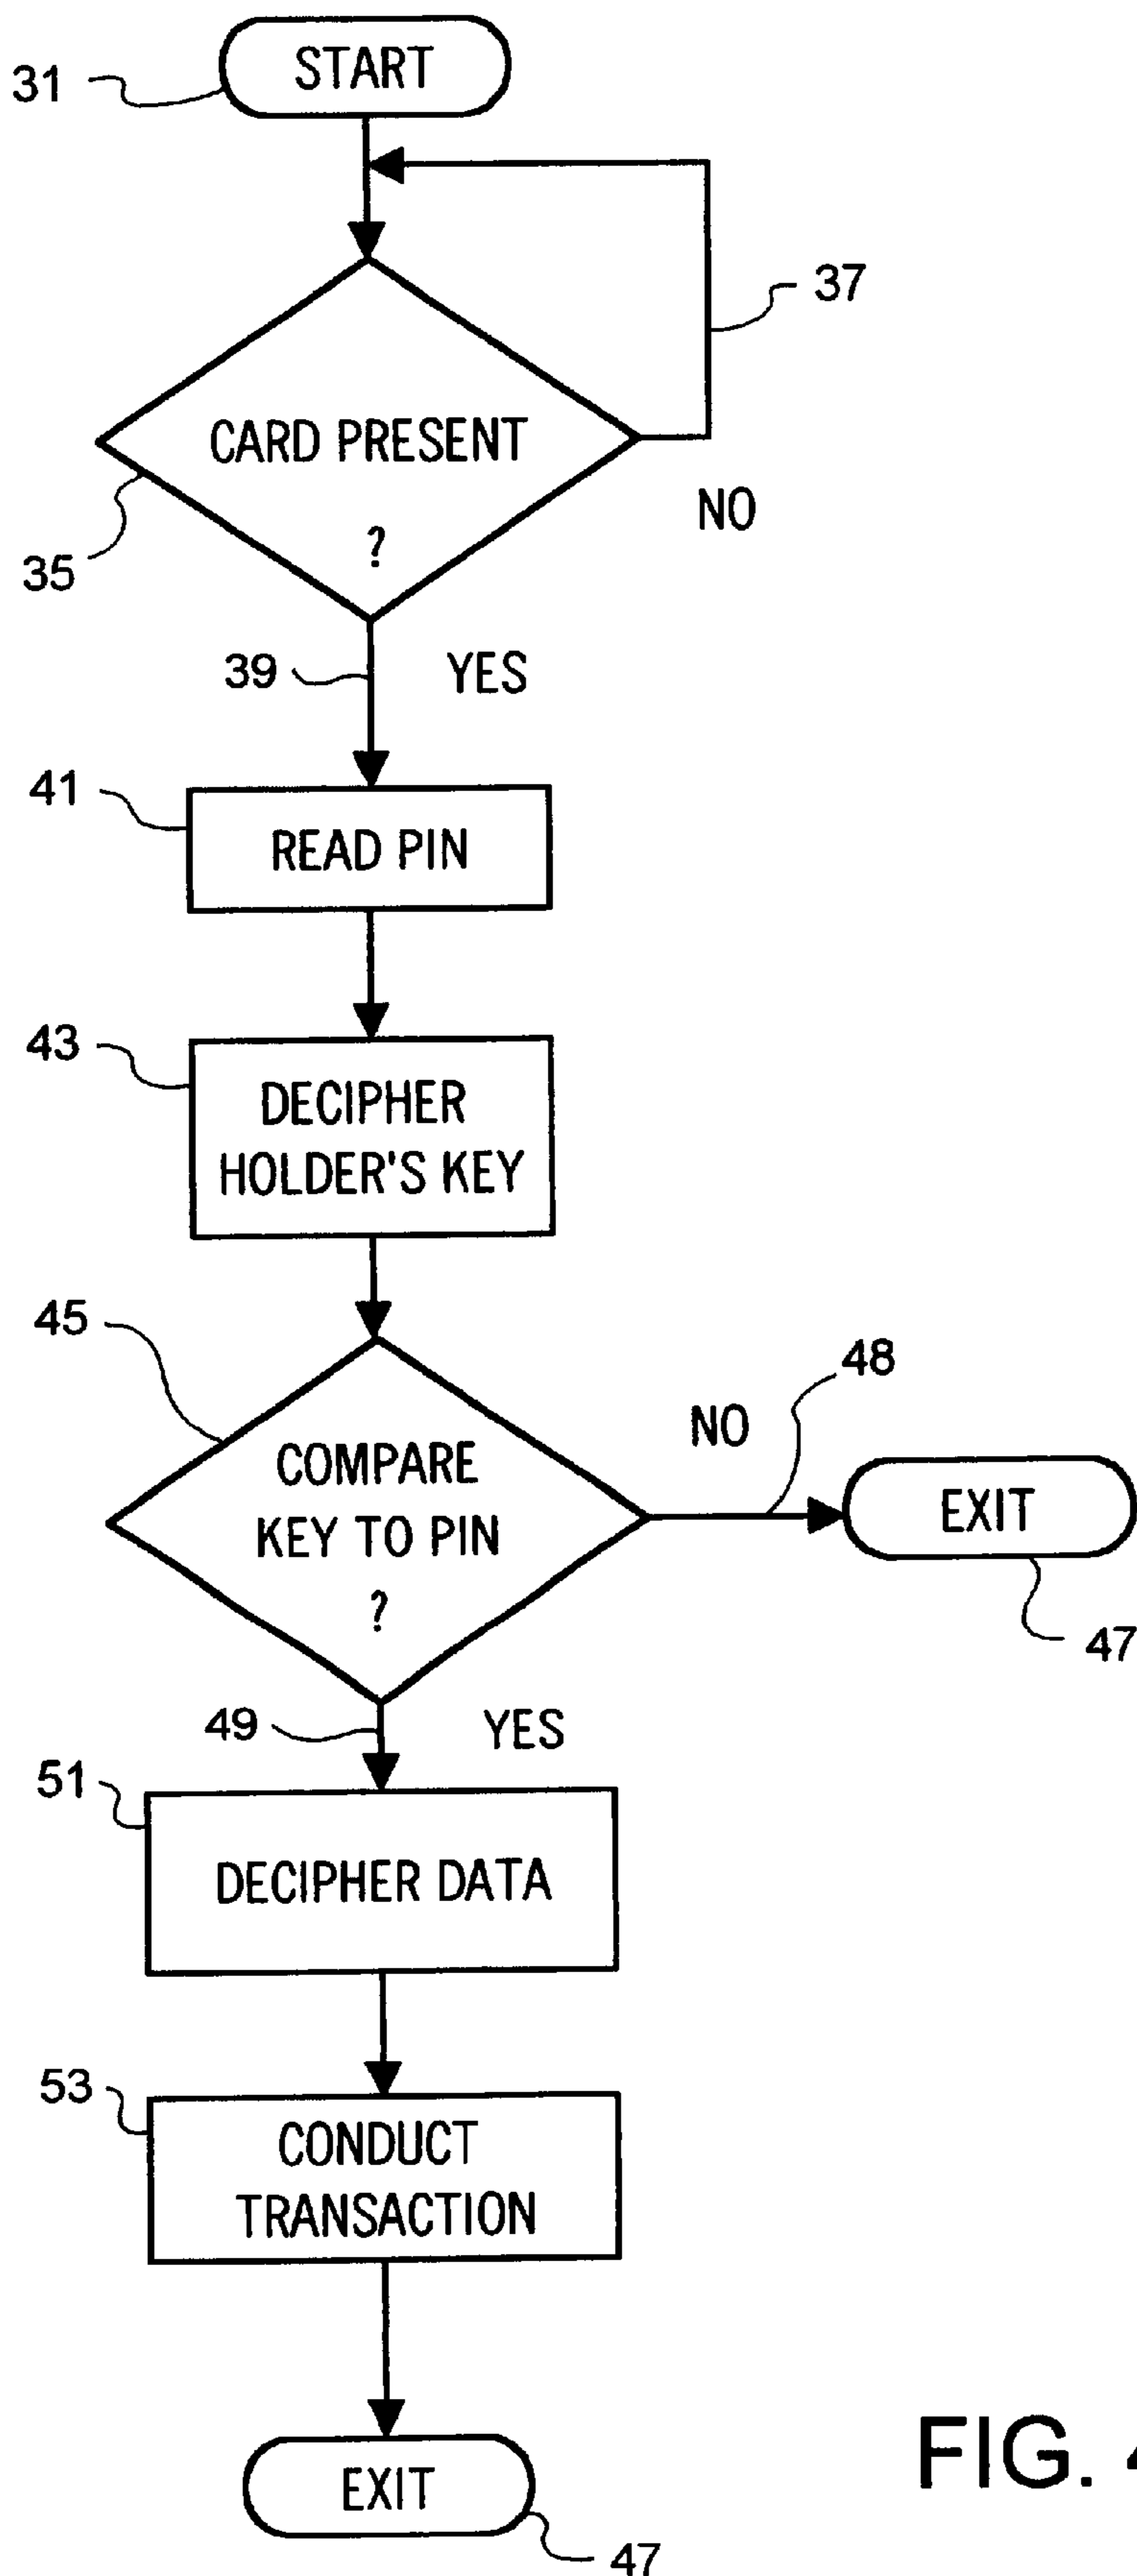 START
31
37
CARD PRESENT
?
NO
35
39
YES
41
READ PIN
43
DECIPHER
HOLDER'S KEY
45
48
NO
COMPARE
KEY TO PIN
?
EXIT
47
49
YES
51
DECIPHER DATA
53
CONDUCT
TRANSACTION
EXIT
47
FIG. 4